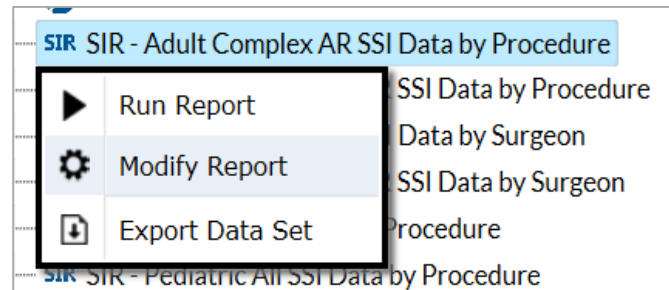 SIR SIR - Adult Complex AR SSI Data by Procedure
Run Report
SSI Data by Procedure
Data by Surgeon
Modify Report
SSI Data by Surgeon
Export Data Set
Procedure
SIR SIR - Pediatric All SSI Data by Procedure